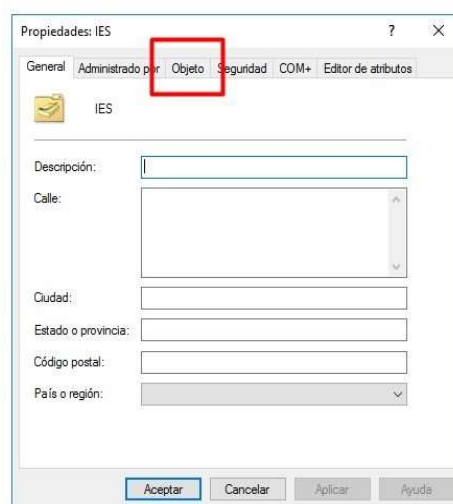 Propiedades: IES ? X
General Administrado por Objeto Seguridad COM+ Editor de atributos
IES
Descripción:
Calle:
Ciudad:
Estado o provincia:
Código postal:
País o región:
Aceptar Cancelar Aplicar Ayuda